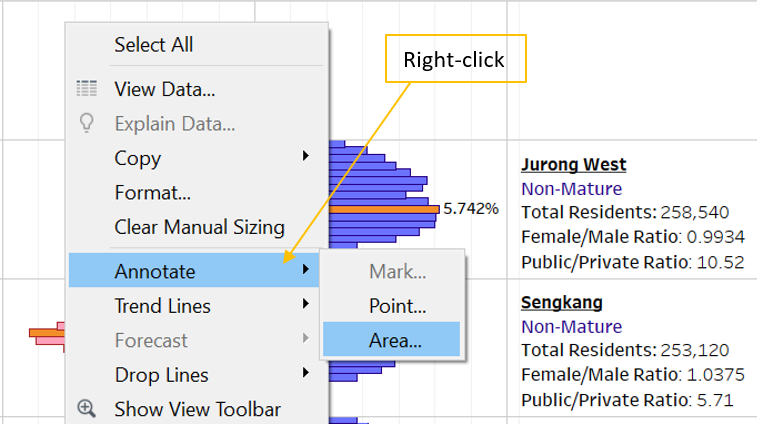 Select All
View Data...
Explain Data...
Copy
Format...
Clear Manual Sizing
Annotate
Trend Lines
Forecast
Drop Lines
Show View Toolbar
Right-click
Mark...
Point...
Area...
5.742%
Jurong West
Non-Mature
Total Residents: 258,540
Female/Male Ratio: 0.9934
Public/Private Ratio: 10.52
Sengkang
Non-Mature
Total Residents: 253,120
Female/Male Ratio: 1.0375
Public/Private Ratio: 5.71